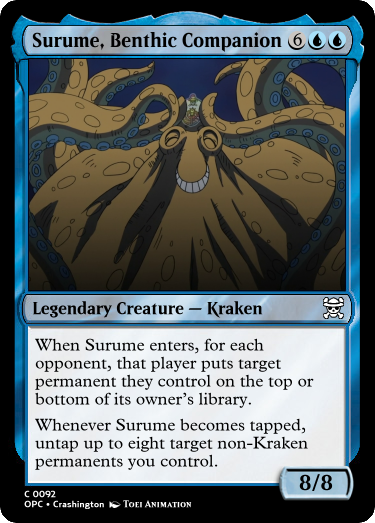 Surume, Benthic Companion 6
Legendary Creature — Kraken
When Surume enters, for each
opponent, that player puts target
permanent they control on the top or
bottom of its owner's library.
Whenever Surume becomes tapped,
untap up to eight target non-Kraken
permanents you control.
8/8
C 0092
OPC • Crashington Toei Animation